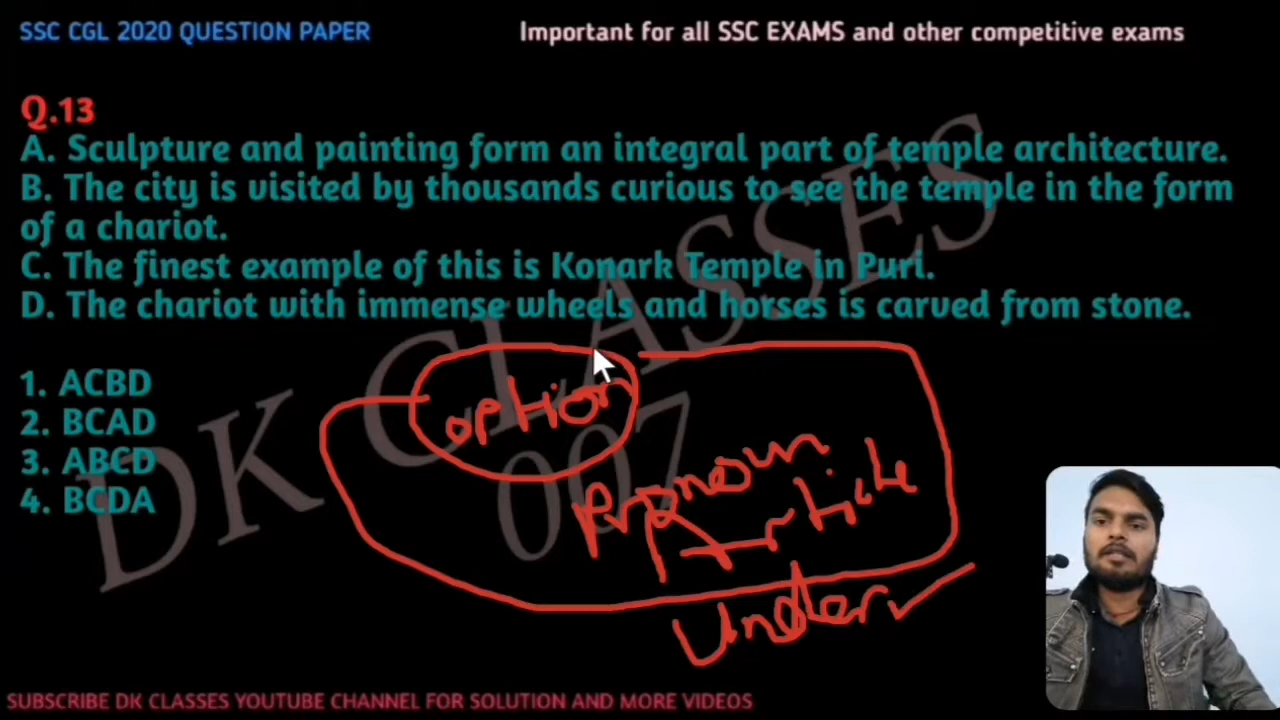 SSC CGL 2020 QUESTION PAPER
Important for all SSC EXAMS and other competitive exams
Q.13
A. Sculpture and painting form an integral part of temple architecture.
B. The city is visited by thousands curious to see the temple in the form
of a chariot.
C. The finest example of this is Konark Temple in Puri.
D. The chariot with immense wheels and horses is carved from stone.
1. ACBD
2. BCAD
3. ABCD
4. BCDA
option
Pronoun
Article
DK CLASSES
007
SUBSCRIBE DK CLASSES YOUTUBE CHANNEL FOR SOLUTION AND MORE VIDEOS